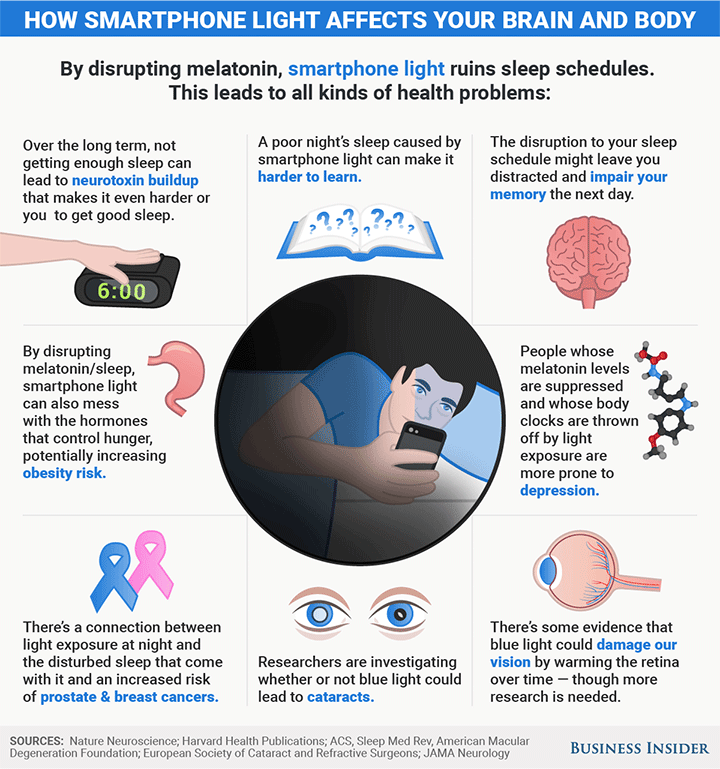 HOW SMARTPHONE LIGHT AFFECTS YOUR BRAIN AND BODY
By disrupting melatonin, smartphone light ruins sleep schedules.
This leads to all kinds of health problems:
Over the long term, not
getting enough sleep can
lead to neurotoxin buildup
that makes it even harder or
you to get good sleep.
6:00
A poor night's sleep caused by
smartphone light can make it
harder to learn.
? ? ? ? ? ? ? ?
The disruption to your sleep
schedule might leave you
distracted and impair your
memory the next day.
By disrupting
melatonin/sleep,
smartphone light
can also mess
with the hormones
that control hunger,
potentially increasing
obesity risk.
People whose
melatonin levels
are suppressed
and whose body
clocks are thrown
off by light
exposure are
more prone to
depression.
There's a connection between
light exposure at night and
the disturbed sleep that come
with it and an increased risk
of prostate & breast cancers.
Researchers are investigating
whether or not blue light could
lead to cataracts.
There's some evidence that
blue light could damage our
vision by warming the retina
over time — though more
research is needed.
SOURCES: Nature Neuroscience; Harvard Health Publications; ACS, Sleep Med Rev, American Macular
Degeneration Foundation; European Society of Cataract and Refractive Surgeons; JAMA Neurology
BUSINESS INSIDER